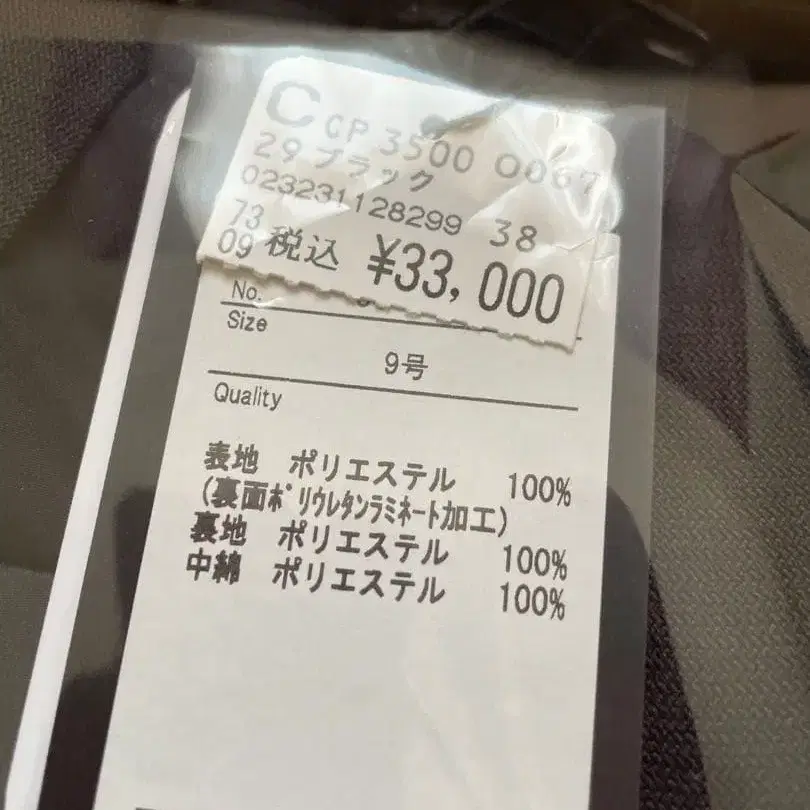 C CP 3500 0067
29 ブラック
023231128299 38
73
09 税込 ¥33,000
No.
Size
9号
Quality
表地 ポリエステル 100%
(裏面ポリウレタンラミネート加工)
裏地 ポリエステル 100%
中綿 ポリエステル 100%